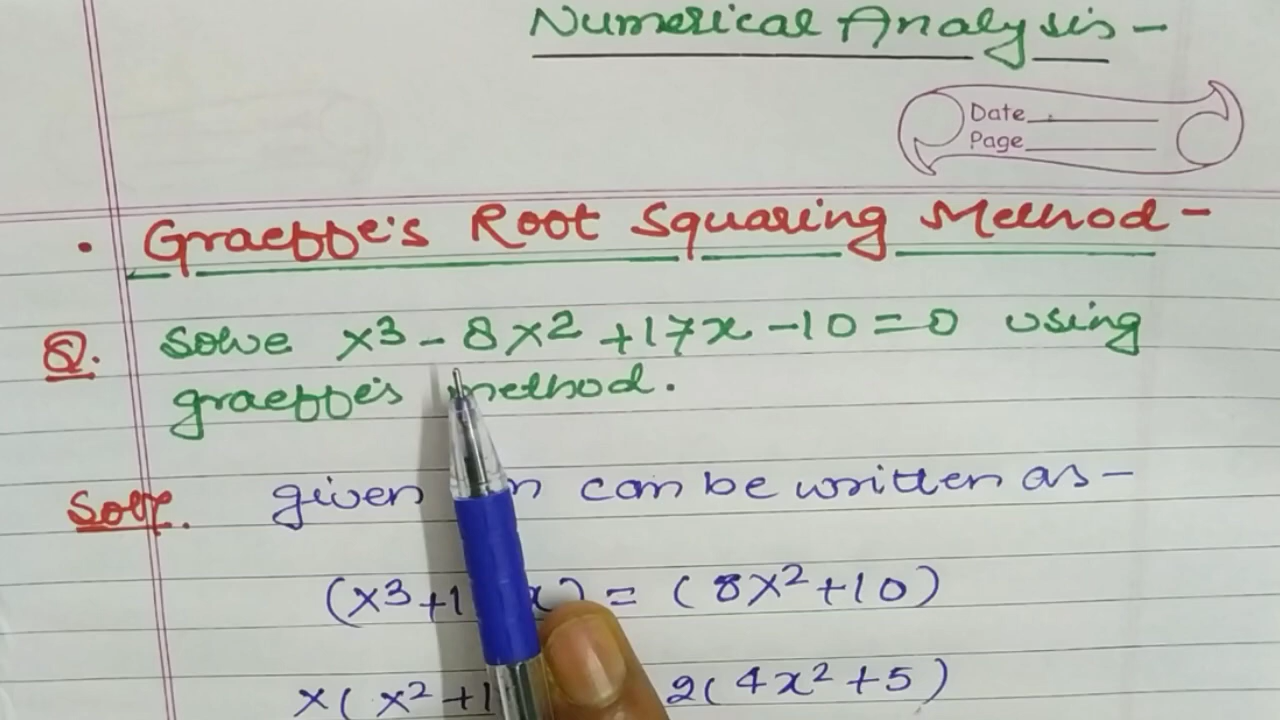 Numerical Analysis-
Date
Page
• Graeffe's Root Squaring Method-
Q. Solve x³ - 8x² + 17x - 10 = 0 using
graeffe's method.
Solⁿ. given can be written as-
(x³+1 x) = (8x²+10)
x(x²+1 2(4x²+5)